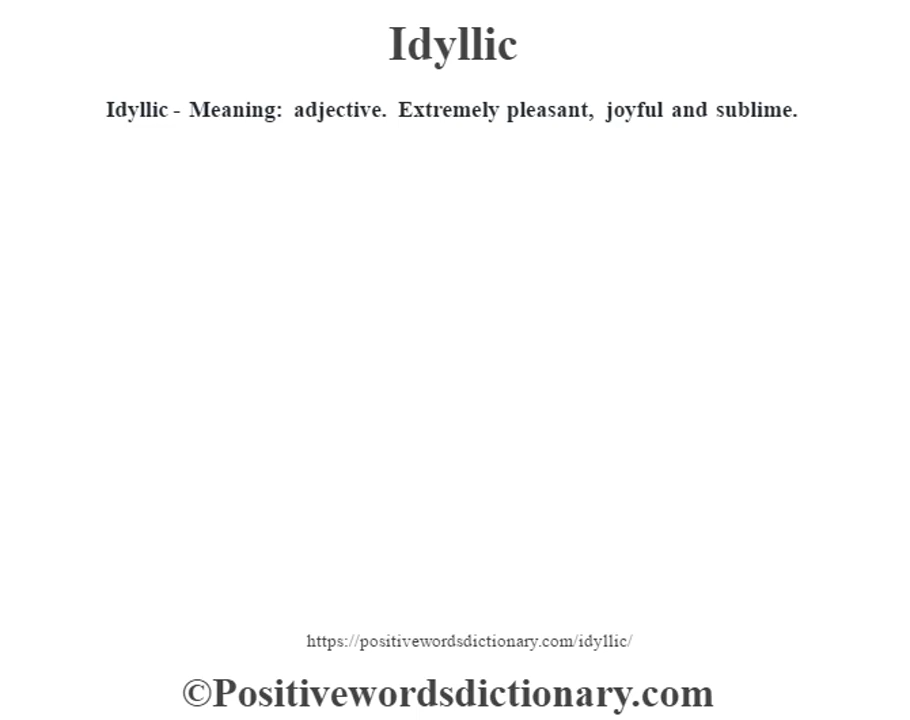 Idyllic
Idyllic - Meaning: adjective. Extremely pleasant, joyful and sublime.
https://positivewordsdictionary.com/idyllic/
©Positivewordsdictionary.com